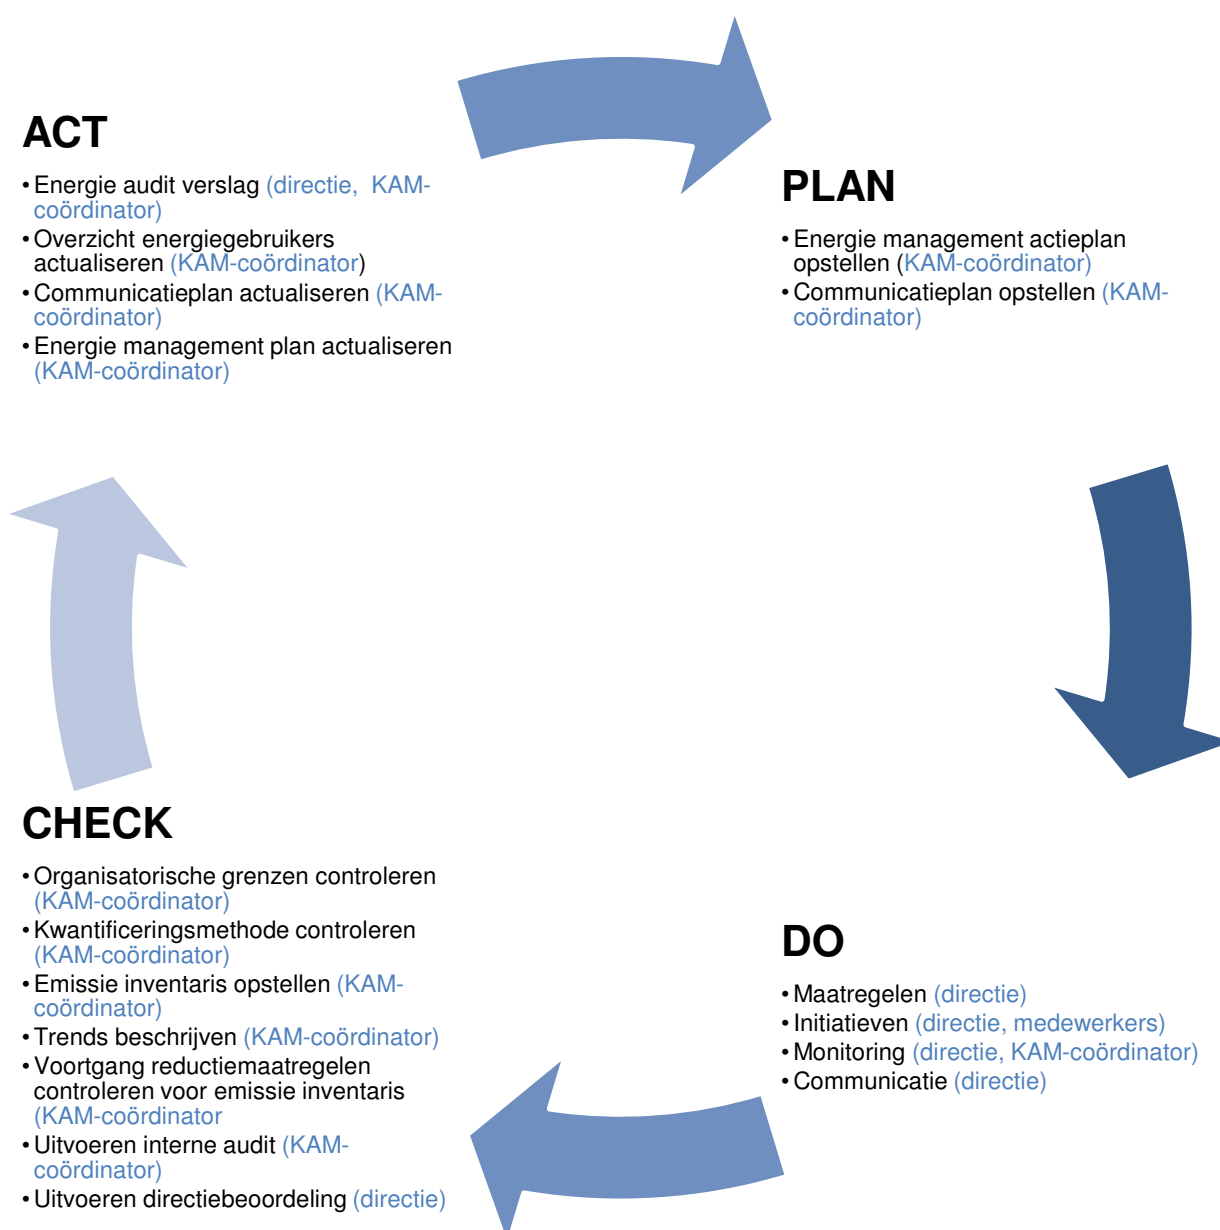 ACT
• Energie audit verslag (directie, KAM-
coördinator)
• Overzicht energiegebruikers
actualiseren (KAM-coördinator)
• Communicatieplan actualiseren (KAM-
coördinator)
• Energie management plan actualiseren
(KAM-coördinator)
PLAN
• Energie management actieplan
opstellen (KAM-coördinator)
• Communicatieplan opstellen (KAM-
coördinator)
CHECK
• Organisatorische grenzen controleren
(KAM-coördinator)
• Kwantificeringsmethode controleren
(KAM-coördinator)
• Emissie inventaris opstellen (KAM-
coördinator)
• Trends beschrijven (KAM-coördinator)
• Voortgang reductiemaatregelen
controleren voor emissie inventaris
(KAM-coördinator
• Uitvoeren interne audit (KAM-
coördinator)
• Uitvoeren directiebeoordeling (directie)
DO
• Maatregelen (directie)
• Initiatieven (directie, medewerkers)
• Monitoring (directie, KAM-coördinator)
• Communicatie (directie)